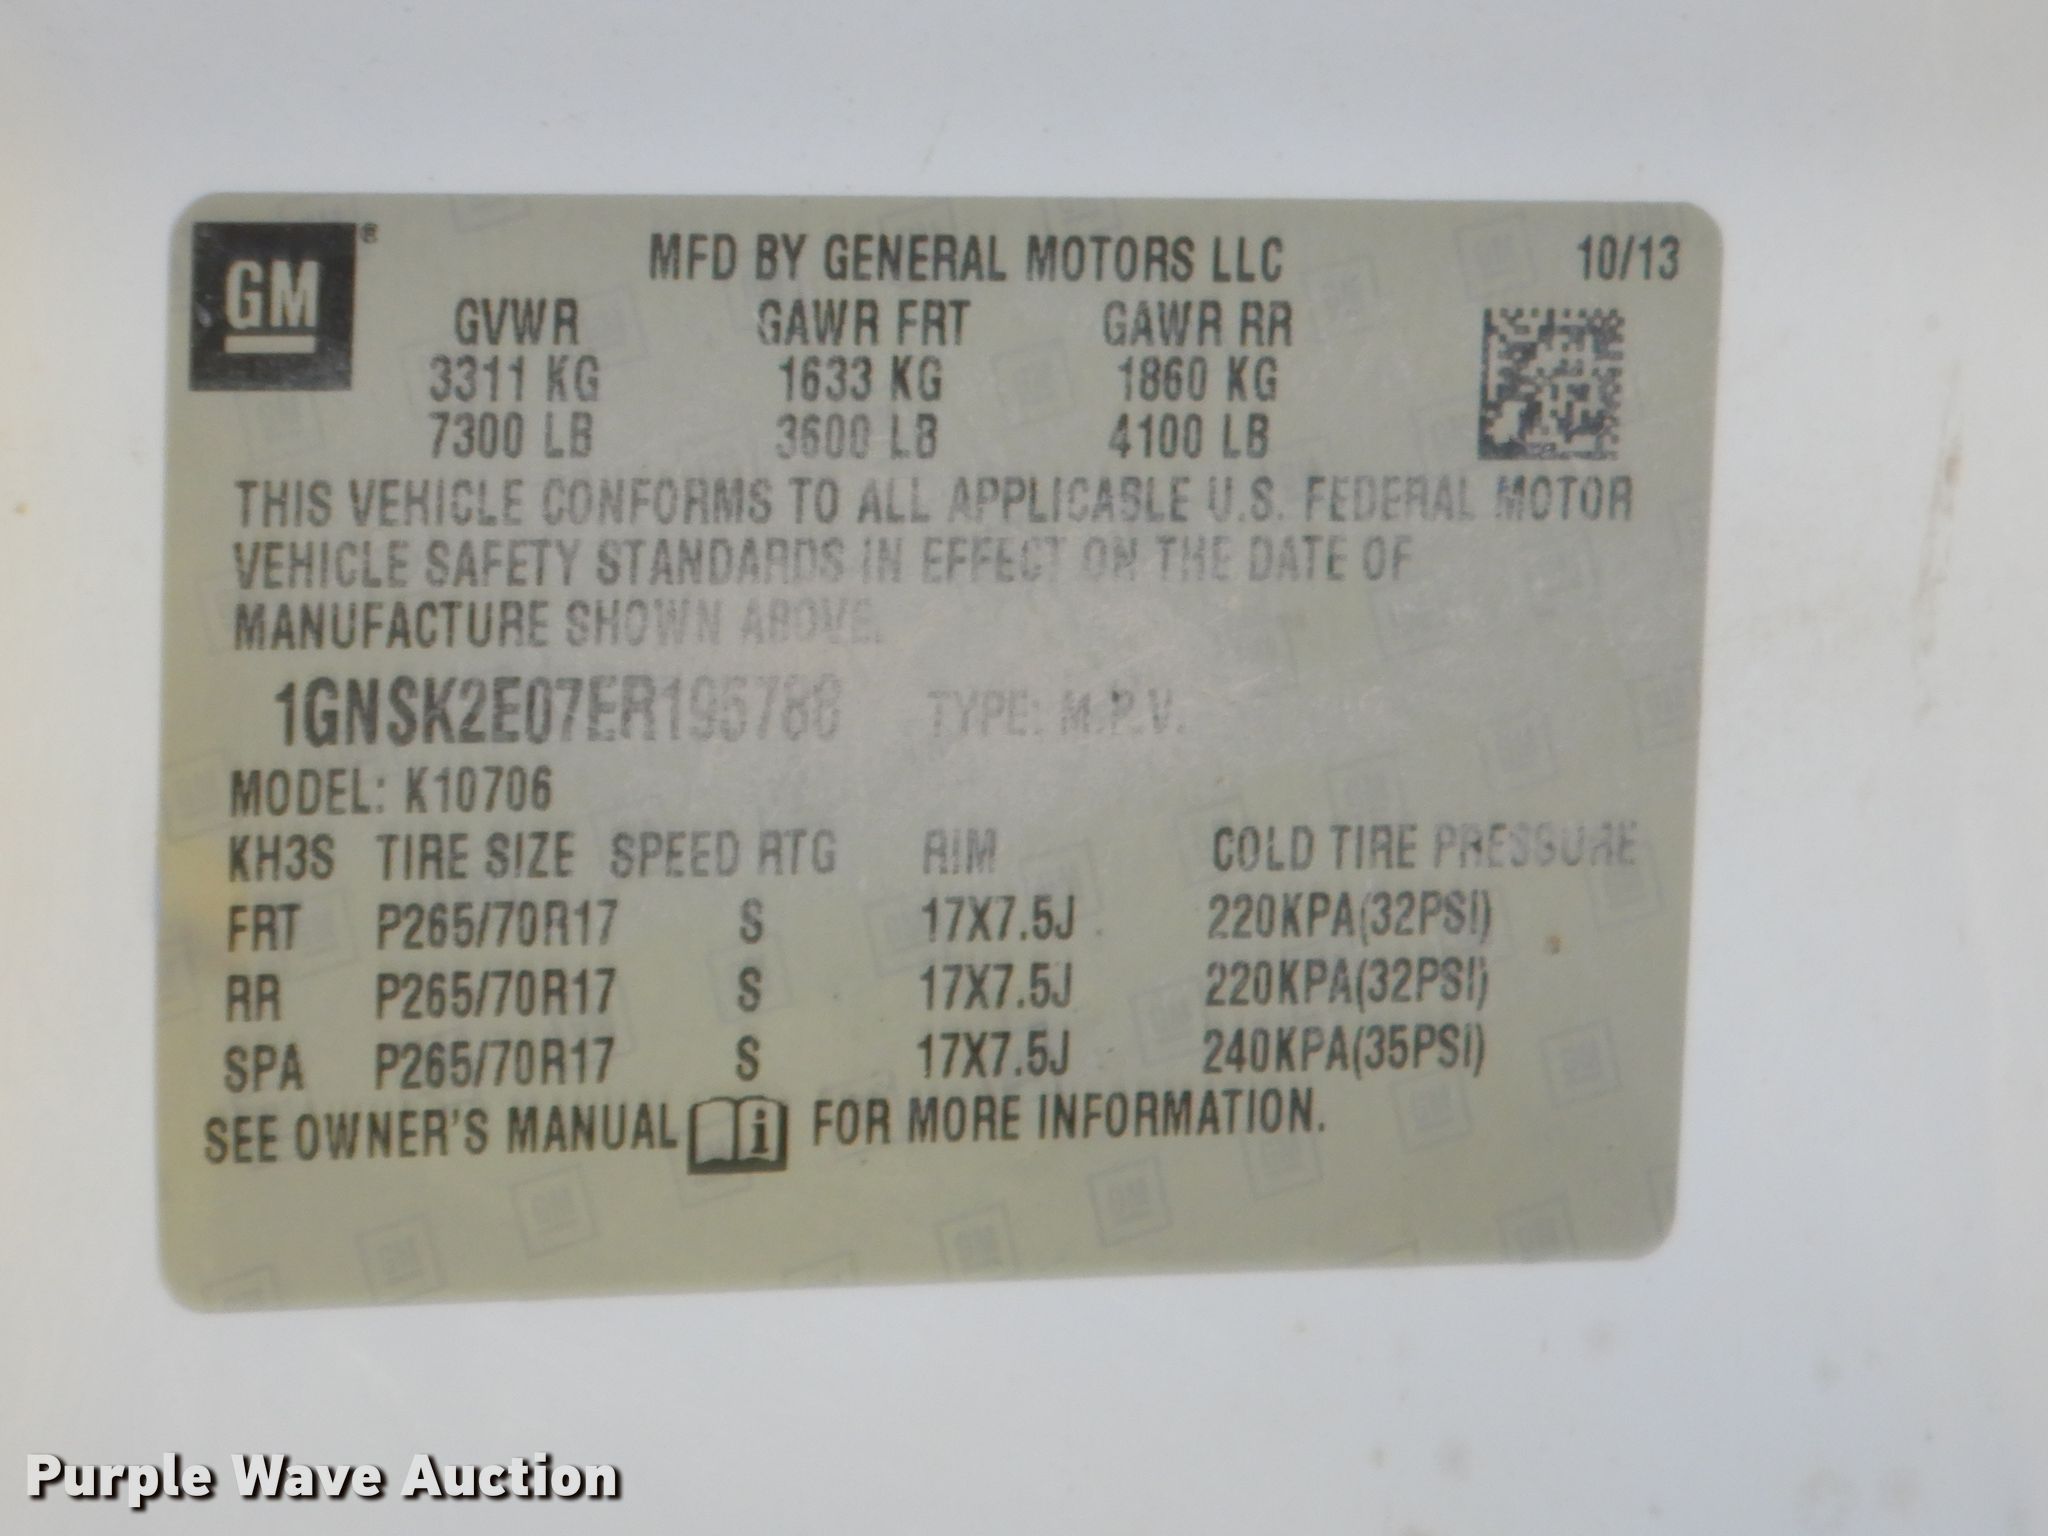 GM ®
MFD BY GENERAL MOTORS LLC 10/13
GVWR GAWR FRT GAWR RR
3311 KG 1633 KG 1860 KG
7300 LB 3600 LB 4100 LB
THIS VEHICLE CONFORMS TO ALL APPLICABLE U.S. FEDERAL MOTOR
VEHICLE SAFETY STANDARDS IN EFFECT ON THE DATE OF
MANUFACTURE SHOWN ABOVE.
1GNSK2E07ER195788 TYPE: M.P.V.
MODEL: K10706
KH3S TIRE SIZE SPEED RTG RIM COLD TIRE PRESSURE
FRT P265/70R17 S 17X7.5J 220KPA(32PSI)
RR P265/70R17 S 17X7.5J 220KPA(32PSI)
SPA P265/70R17 S 17X7.5J 240KPA(35PSI)
SEE OWNER'S MANUAL i FOR MORE INFORMATION.
Purple Wave Auction